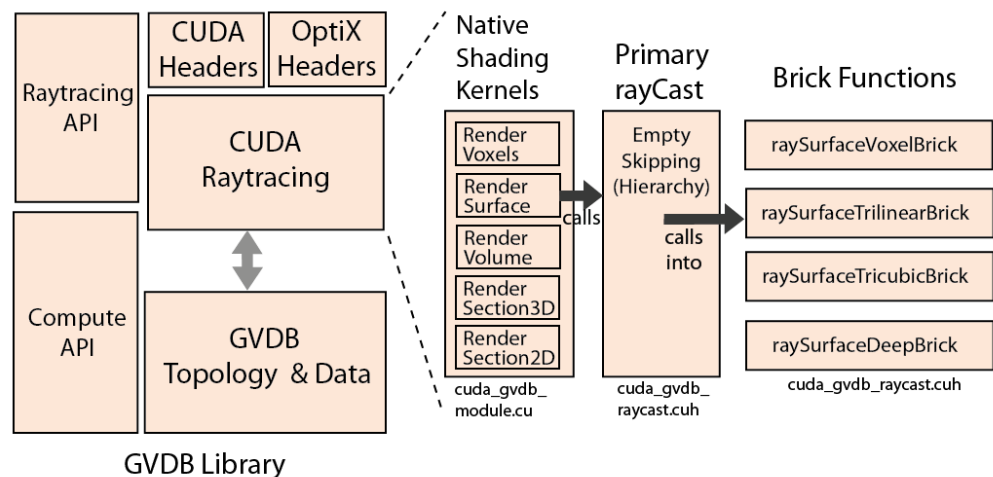 Raytracing
API
Compute
API
CUDA
Headers
OptiX
Headers
CUDA
Raytracing
GVDB
Topology & Data
GVDB Library
Native
Shading
Kernels
Render
Voxels
Render
Surface
Render
Volume
Render
Section3D
Render
Section2D
cuda_gvdb_
module.cu
calls
Primary
rayCast
Empty
Skipping
(Hierarchy)
calls
into
cuda_gvdb_
raycast.cuh
Brick Functions
raySurfaceVoxelBrick
raySurfaceTrilinearBrick
raySurfaceTricubicBrick
raySurfaceDeepBrick
cuda_gvdb_raycast.cuh